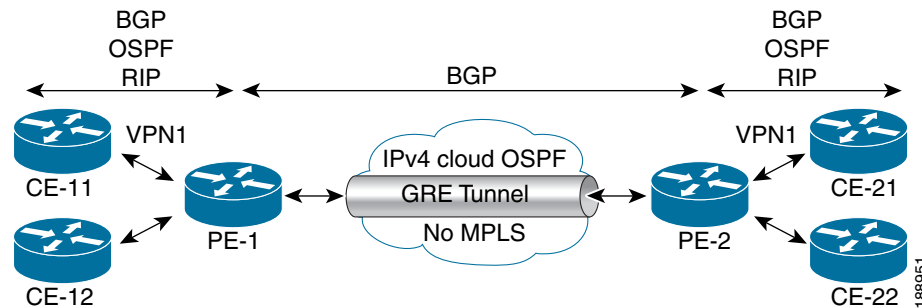 BGP
OSPF
RIP
BGP
BGP
OSPF
RIP
VPN1
VPN1
CE-11
CE-12
PE-1
IPv4 cloud OSPF
GRE Tunnel
No MPLS
PE-2
CE-21
CE-22
188951